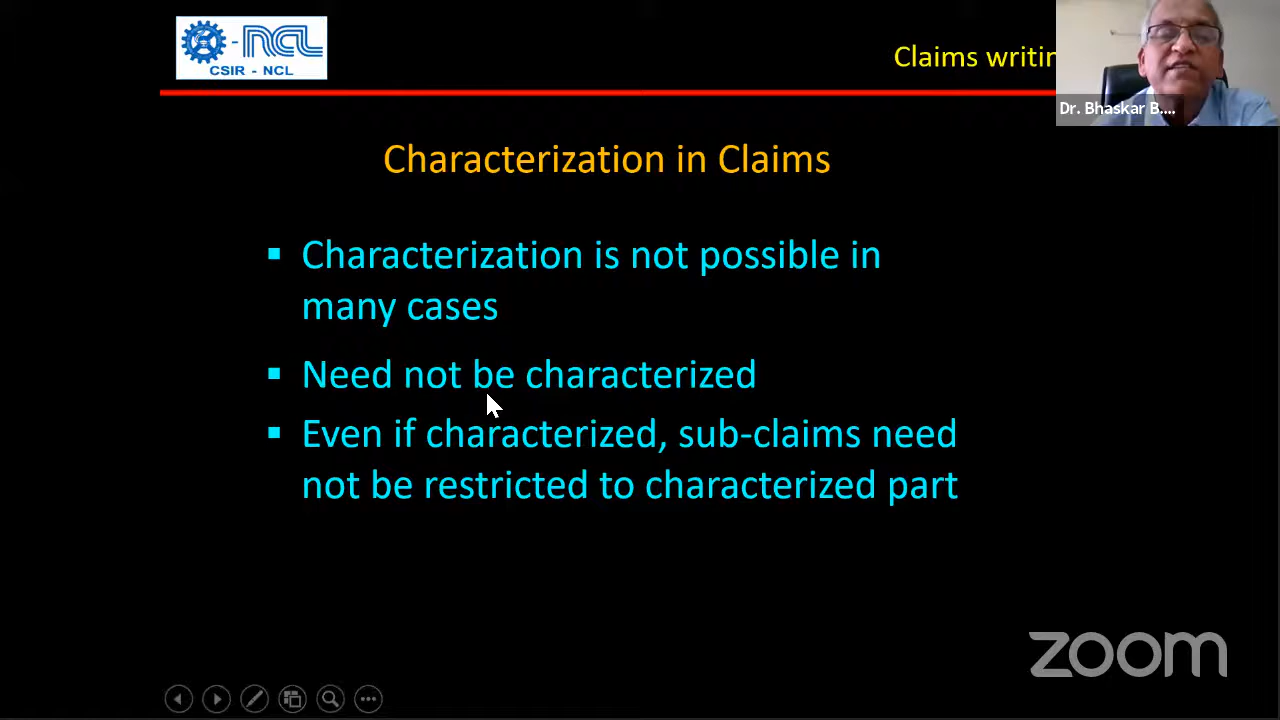 NCL
CSIR - NCL
Claims
Dr. Bhaskar B....
Characterization in Claims
Characterization is not possible in
many cases
Need not be characterized
Even if characterized, sub-claims need
not be restricted to characterized part
zoom